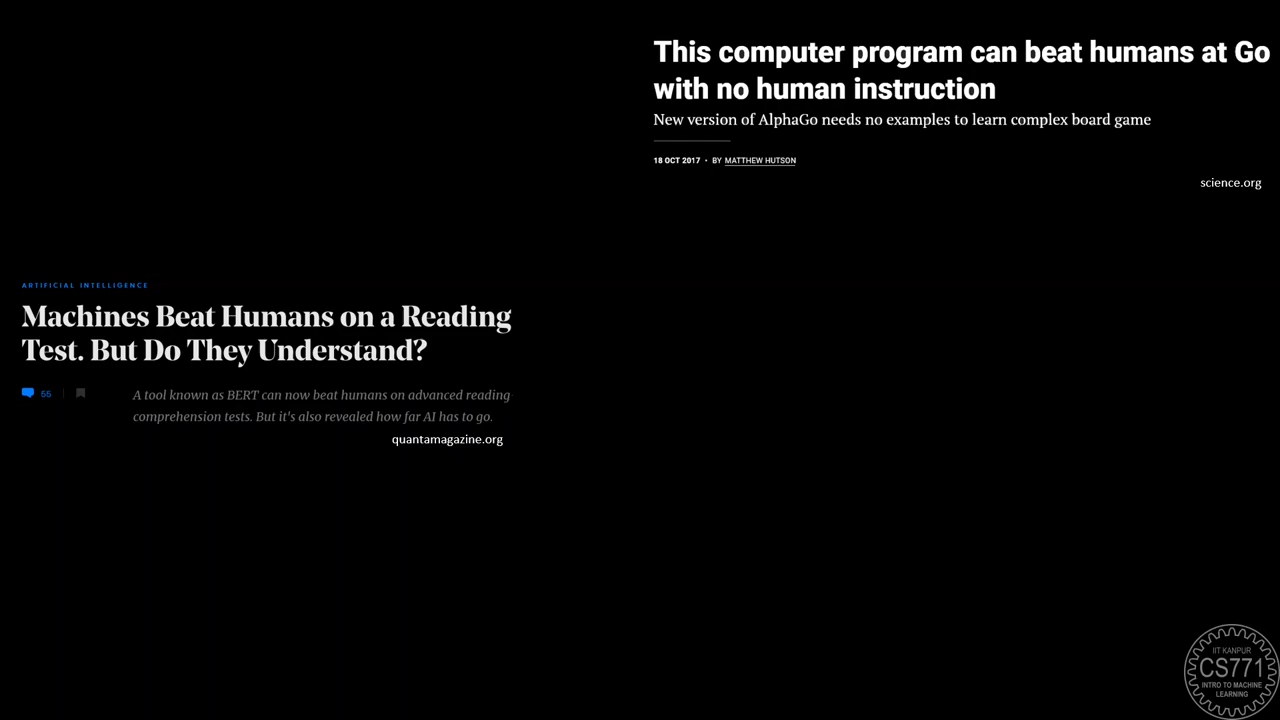 This computer program can beat humans at Go
with no human instruction
New version of AlphaGo needs no examples to learn complex board game
18 OCT 2017 • BY MATTHEW HUTSON
science.org
ARTIFICIAL INTELLIGENCE
Machines Beat Humans on a Reading
Test. But Do They Understand?
55
A tool known as BERT can now beat humans on advanced reading
comprehension tests. But it's also revealed how far AI has to go.
quantamagazine.org
IIT KANPUR
CS771
INTRO TO MACHINE
LEARNING